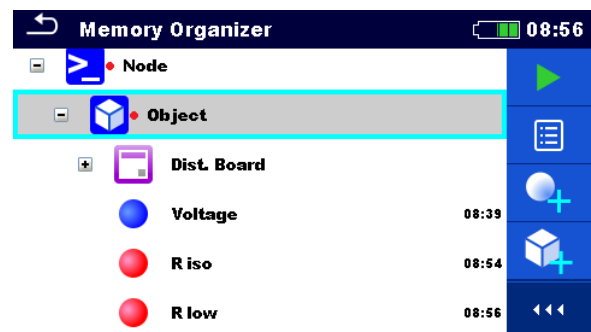 Memory Organizer 08:56
Node
Object
Dist. Board
Voltage 08:39
R iso 08:54
R low 08:56